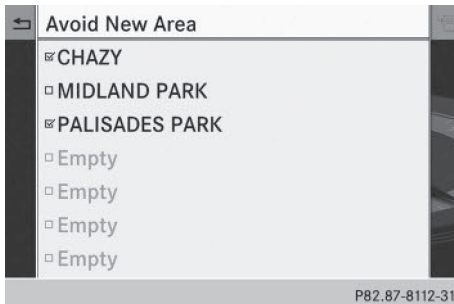 Avoid New Area
CHAZY
MIDLAND PARK
PALISADES PARK
Empty
Empty
Empty
Empty
P82.87-8112-31